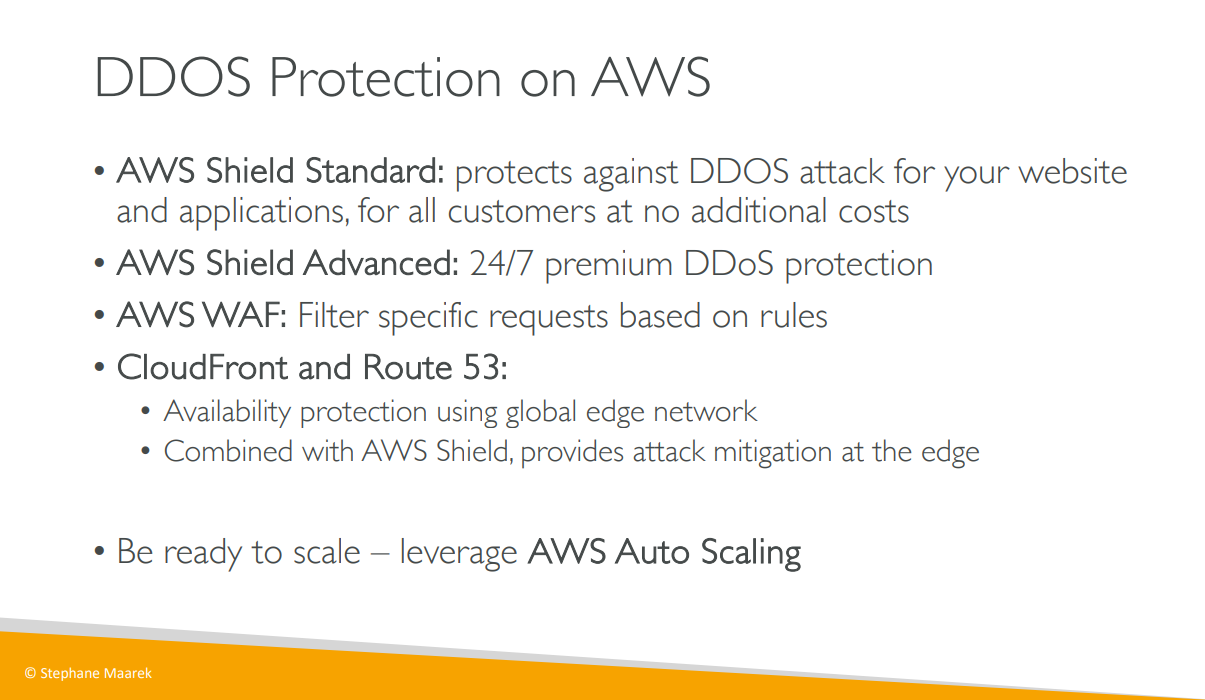 DDOS Protection on AWS
• AWS Shield Standard: protects against DDOS attack for your website
and applications, for all customers at no additional costs
• AWS Shield Advanced: 24/7 premium DDoS protection
• AWS WAF: Filter specific requests based on rules
• CloudFront and Route 53:
• Availability protection using global edge network
• Combined with AWS Shield, provides attack mitigation at the edge
• Be ready to scale – leverage AWS Auto Scaling
© Stephane Maarek